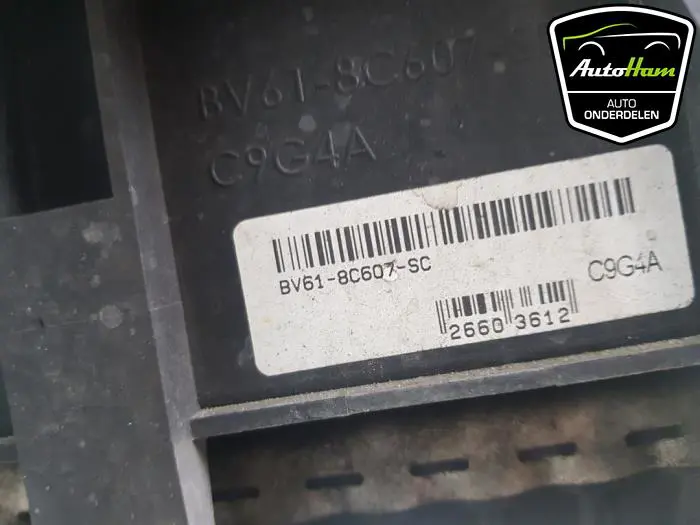 BV61-8C607-
C9G4A
BV61-8C607-SC
C9G4A
2660 3612
AutoHam
AUTO
ONDERDELEN